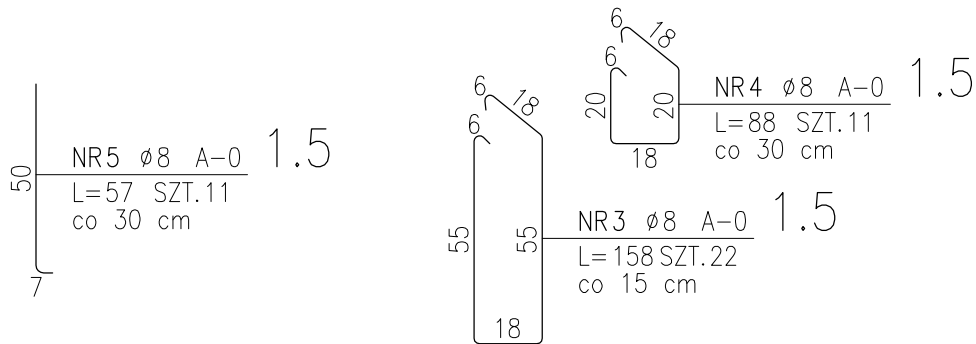 50
7
NR5 ø8 A-0 1.5
L=57 SZT.11
co 30 cm
6
18
6
55
55
18
NR3 ø8 A-0 1.5
L=158 SZT.22
co 15 cm
6
18
6
20
20
18
NR4 ø8 A-0 1.5
L=88 SZT.11
co 30 cm